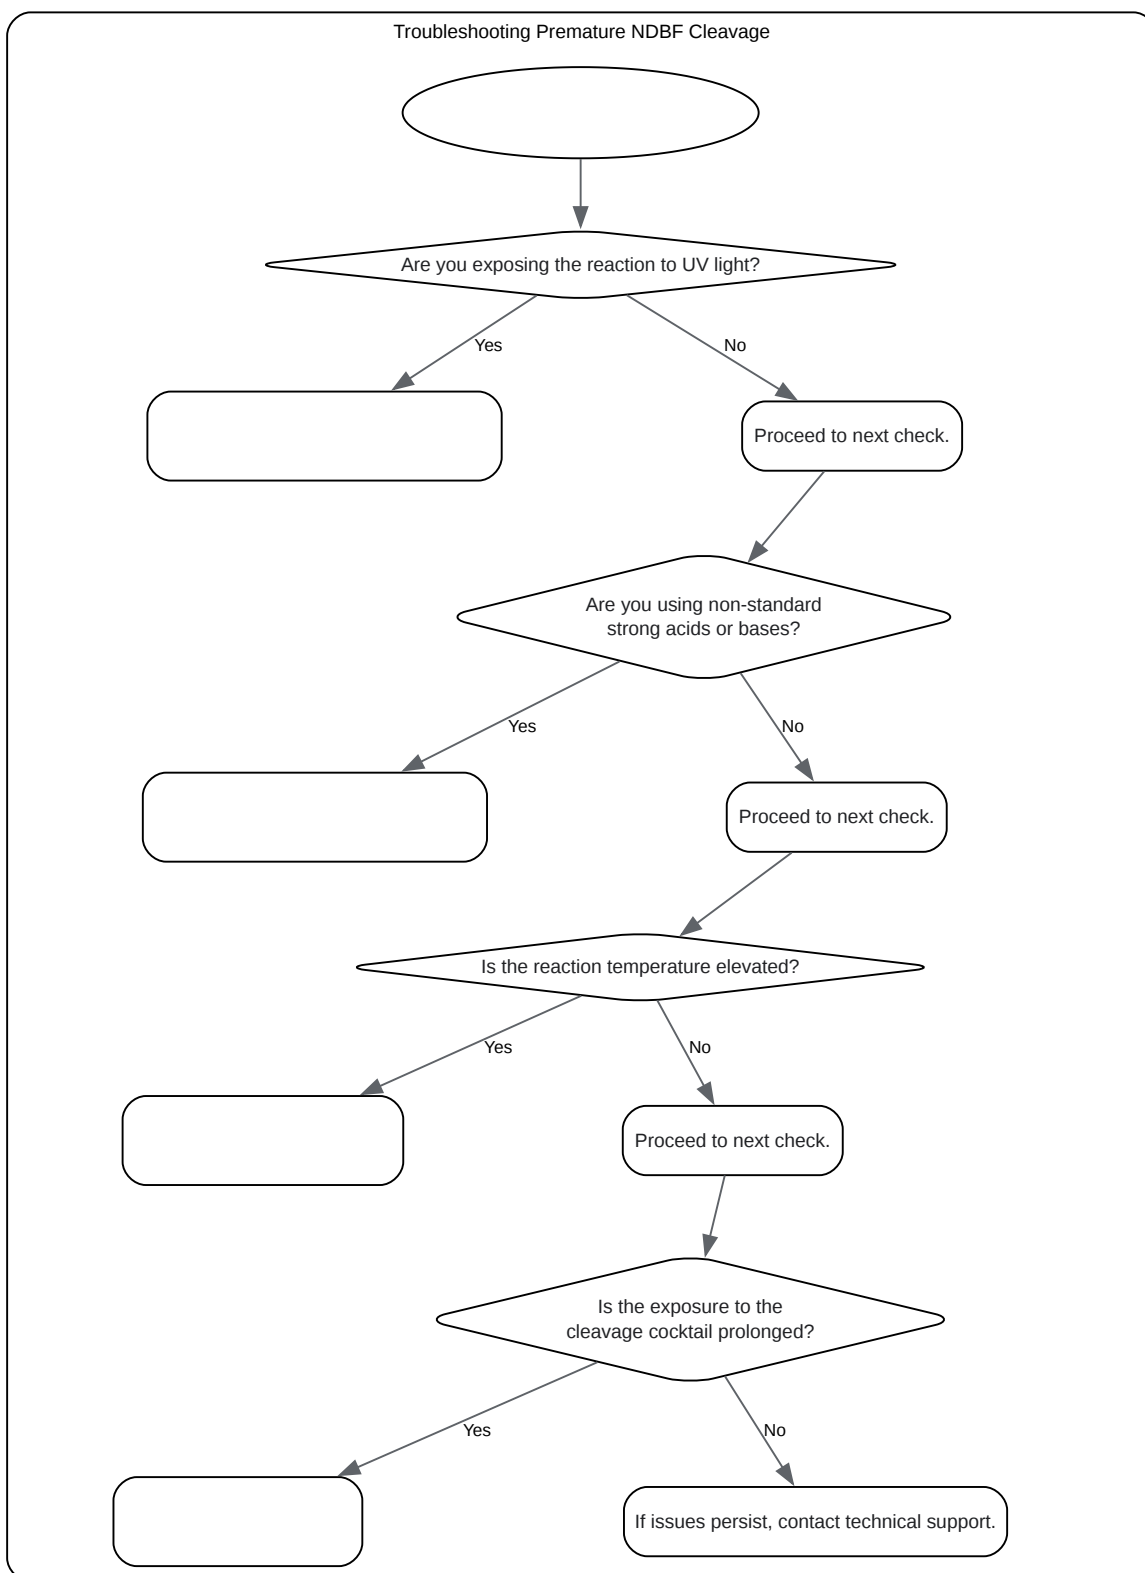 Troubleshooting Premature NDBF Cleavage
Are you exposing the reaction to UV light?
Yes
No
Proceed to next check.
Are you using non-standard
strong acids or bases?
Yes
No
Proceed to next check.
Is the reaction temperature elevated?
Yes
No
Proceed to next check.
Is the exposure to the
cleavage cocktail prolonged?
Yes
No
If issues persist, contact technical support.